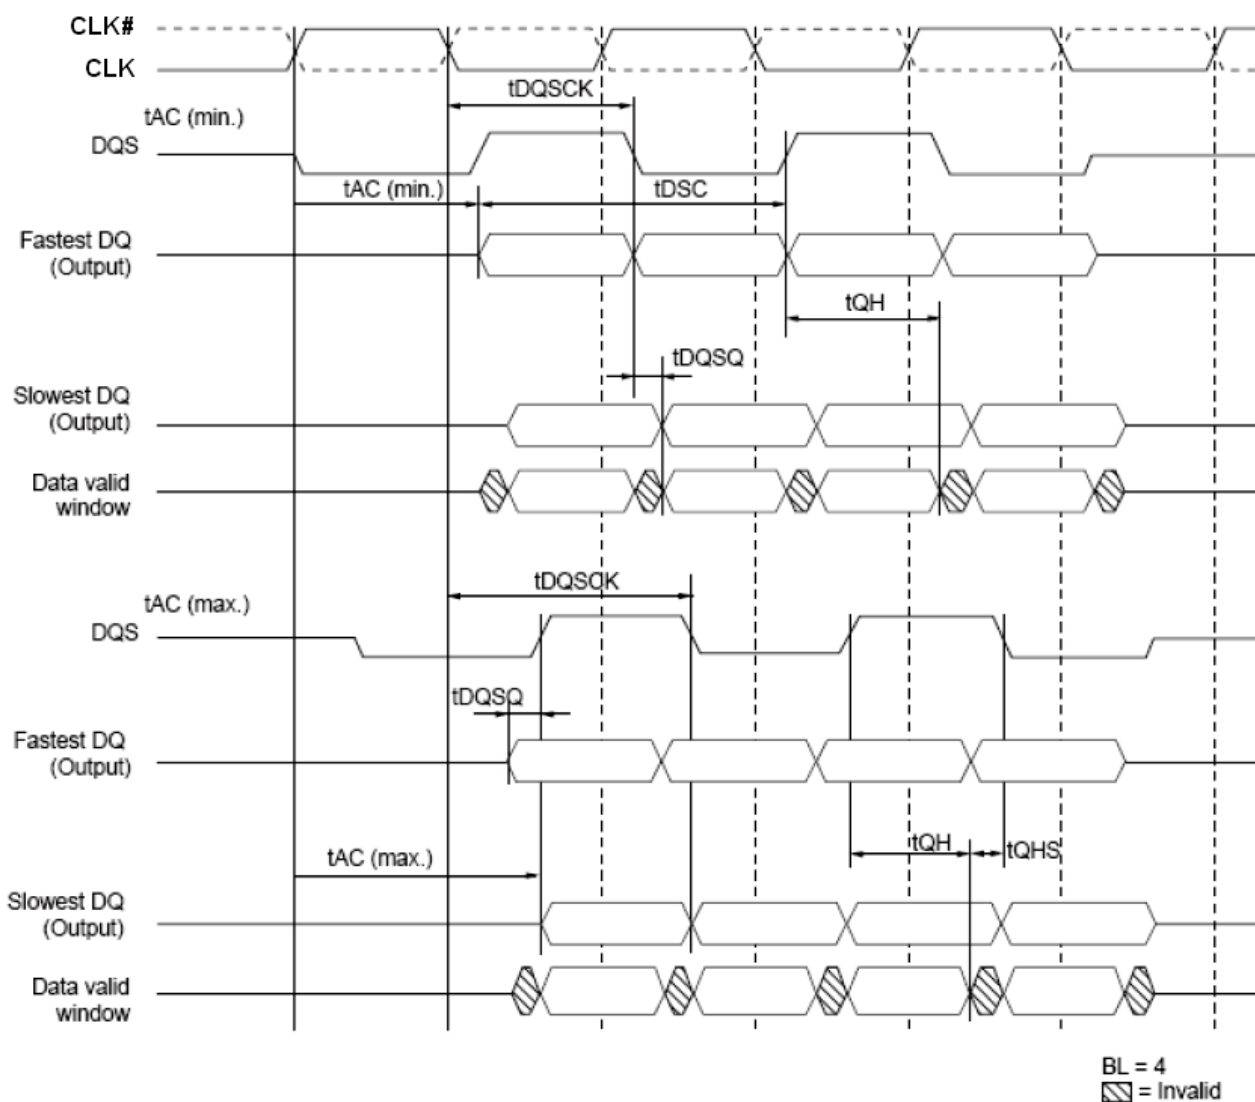 CLK#
CLK
tDQSCK
tAC (min.)
DQS
tAC (min.)
tDSC
Fastest DQ
(Output)
tQH
tDQSQ
Slowest DQ
(Output)
Data valid
window
tDQSCK
tAC (max.)
DQS
tDQSQ
Fastest DQ
(Output)
tQH
tQHS
tAC (max.)
Slowest DQ
(Output)
Data valid
window
BL = 4
= Invalid